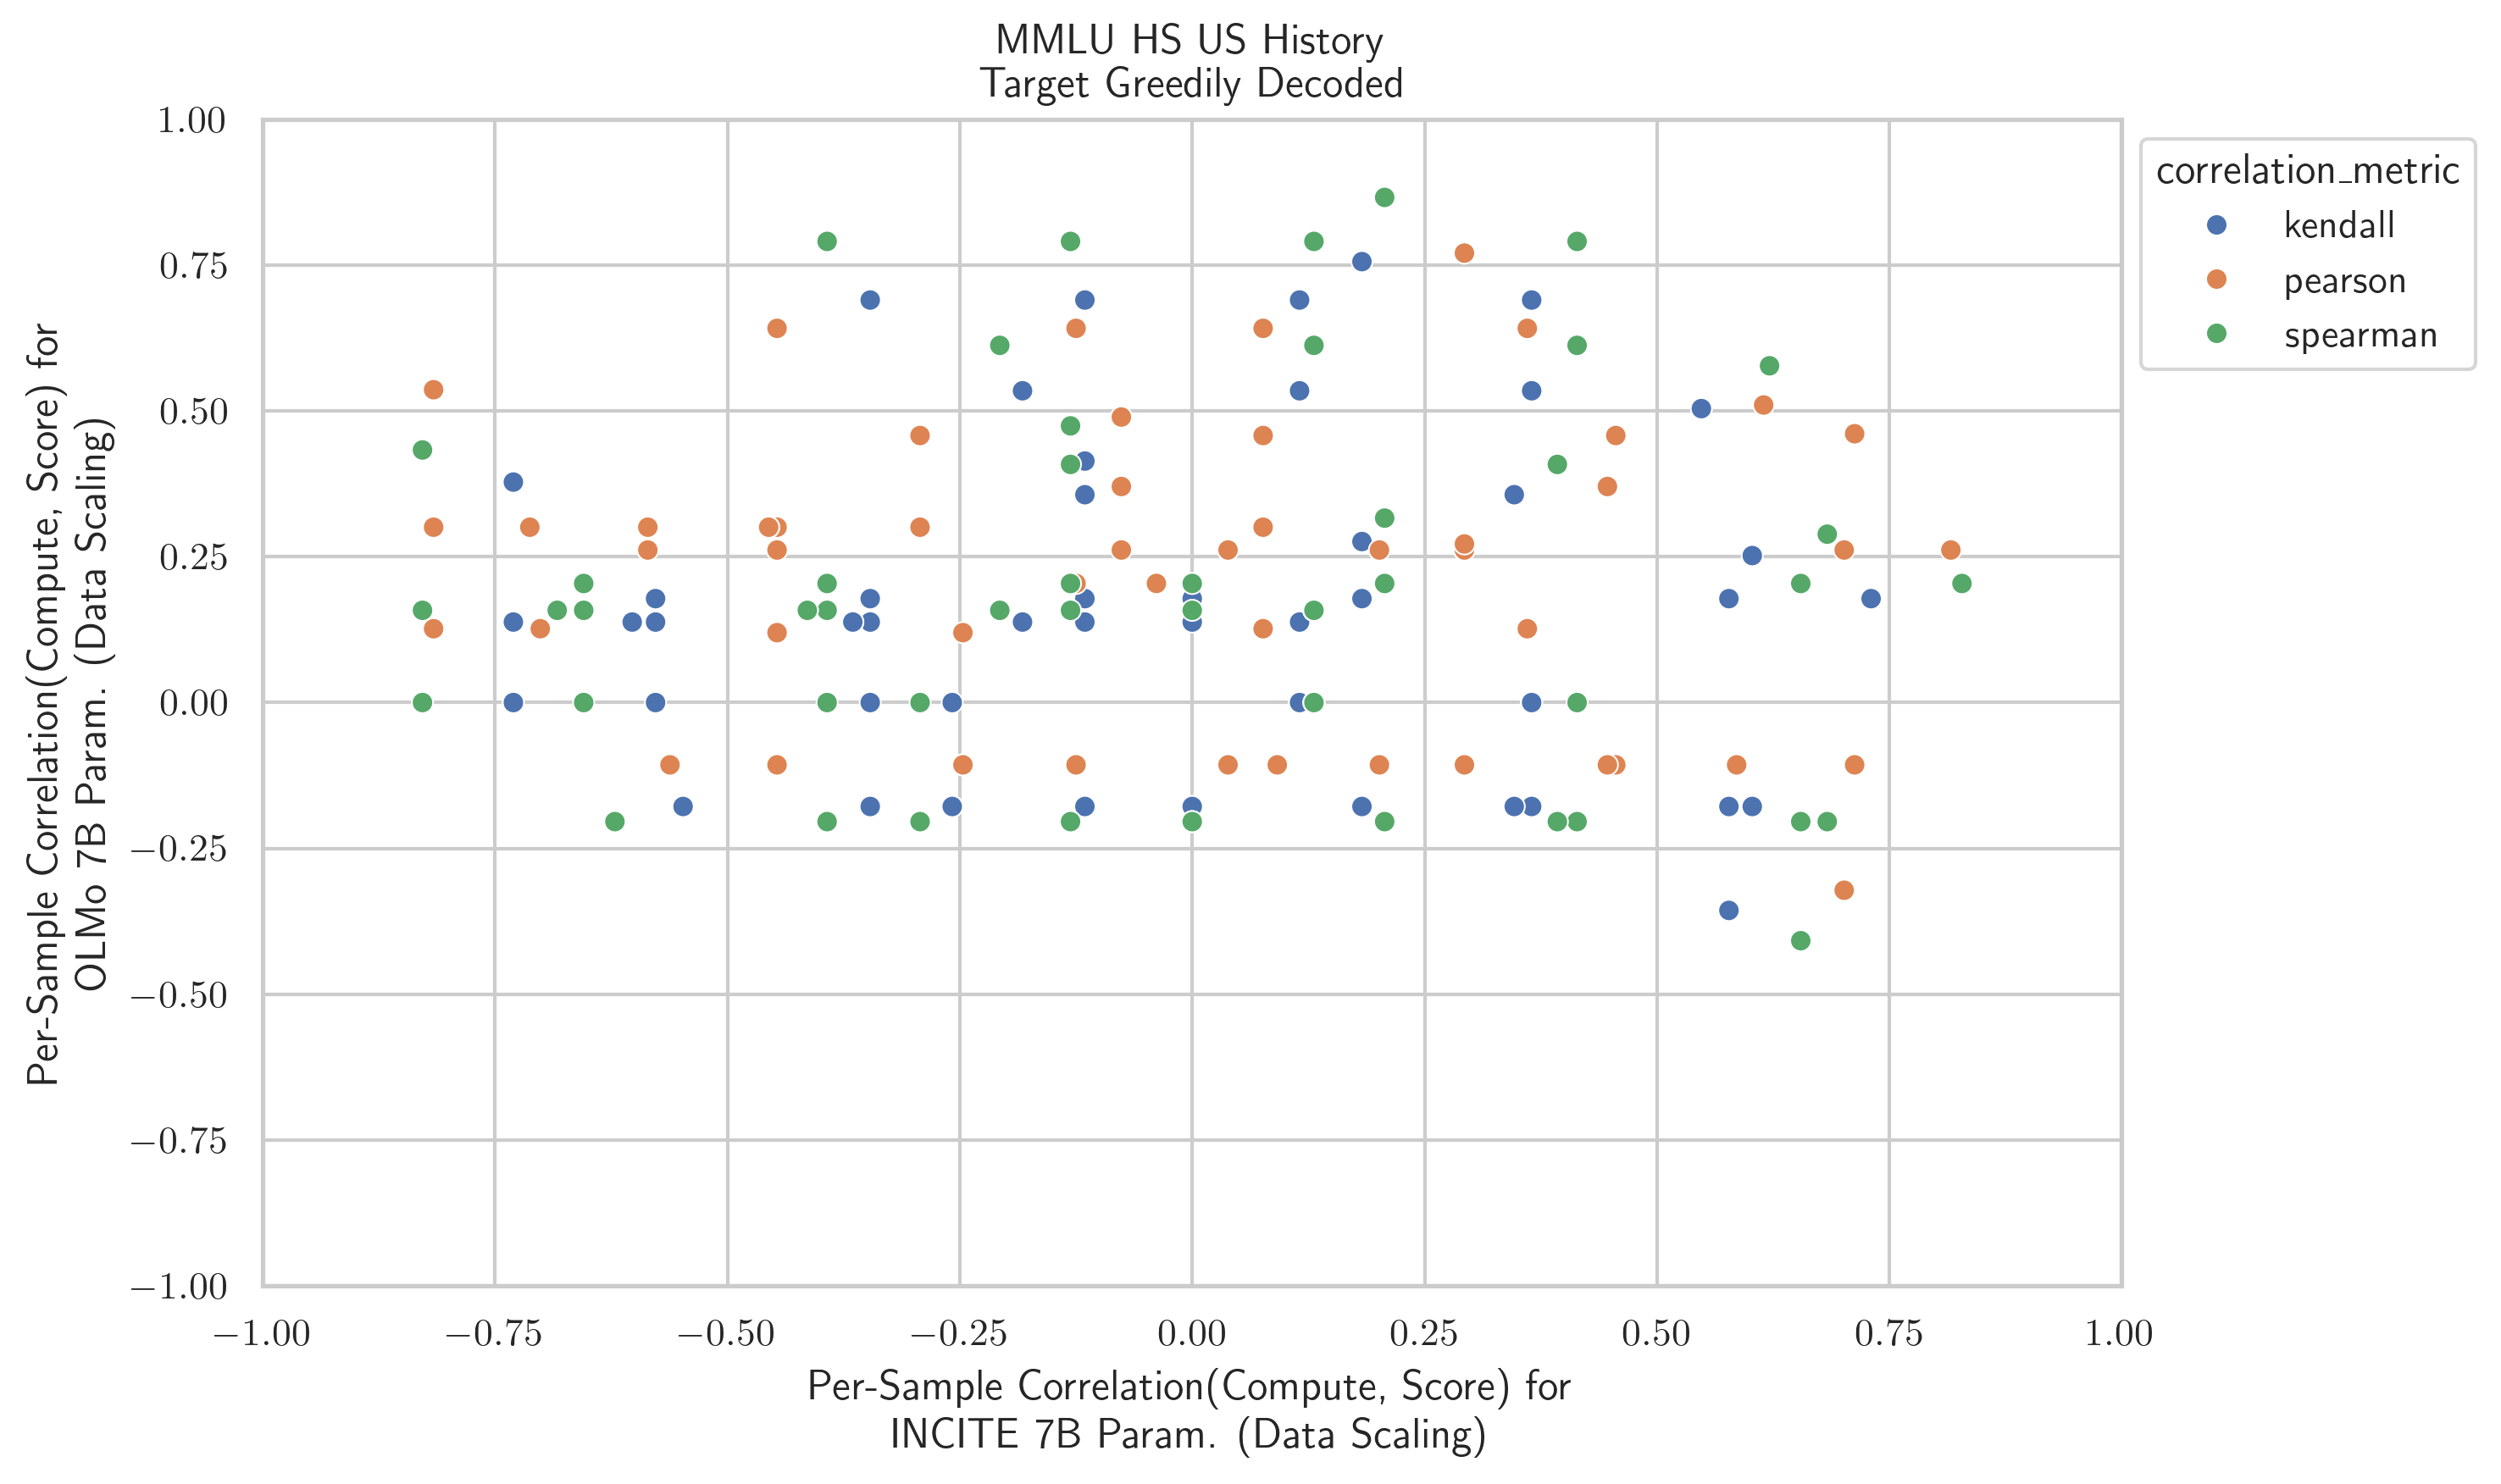 MMLU HS US History
Target Greedily Decoded
1.00
0.75
0.50
0.25
0.00
−0.25
−0.50
−0.75
−1.00
Per-Sample Correlation(Compute, Score) for
OLMo 7B Param. (Data Scaling)
correlation_metric
kendall
pearson
spearman
−1.00 −0.75 −0.50 −0.25 0.00 0.25 0.50 0.75 1.00
Per-Sample Correlation(Compute, Score) for
INCITE 7B Param. (Data Scaling)